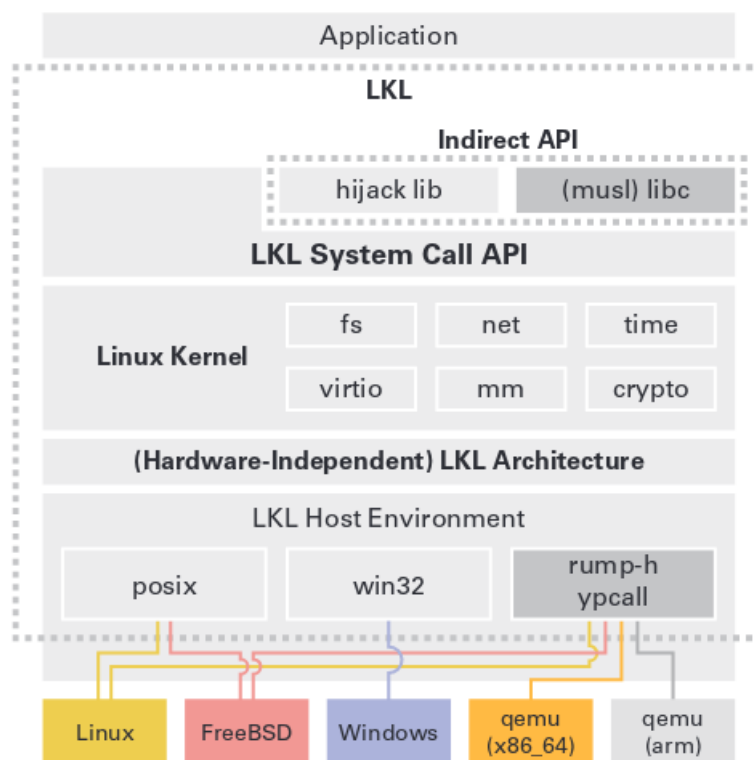 Application
LKL
Indirect API
hijack lib
(musl) libc
LKL System Call API
Linux Kernel
fs
net
time
virtio
mm
crypto
(Hardware-Independent) LKL Architecture
LKL Host Environment
posix
win32
rump-h
ypcall
Linux
FreeBSD
Windows
qemu
(x86_64)
qemu
(arm)